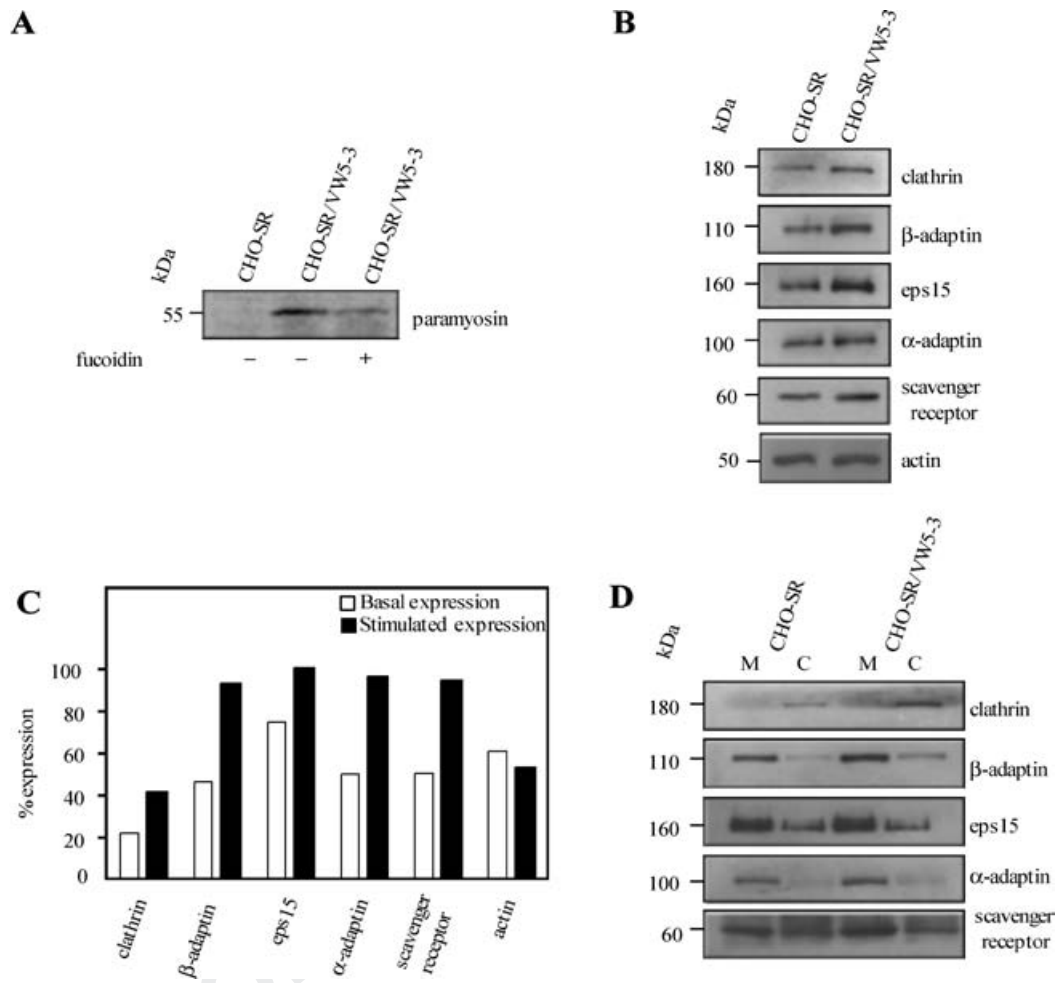 A
kDa
CHO-SR
CHO-SR/VW5-3
CHO-SR/VW5-3
55
paramyosin
fucoidin
– – +
B
kDa
CHO-SR
CHO-SR/VW5-3
180 clathrin
110 β-adaptin
160 eps15
100 α-adaptin
60 scavenger
receptor
50 actin
C
Basal expression
Stimulated expression
% expression
100
80
60
40
20
0
clathrin
β-adaptin
eps15
α-adaptin
scavenger
receptor
actin
D
kDa
CHO-SR
CHO-SR/VW5-3
M C M C
180 clathrin
110 β-adaptin
160 eps15
100 α-adaptin
60 scavenger
receptor